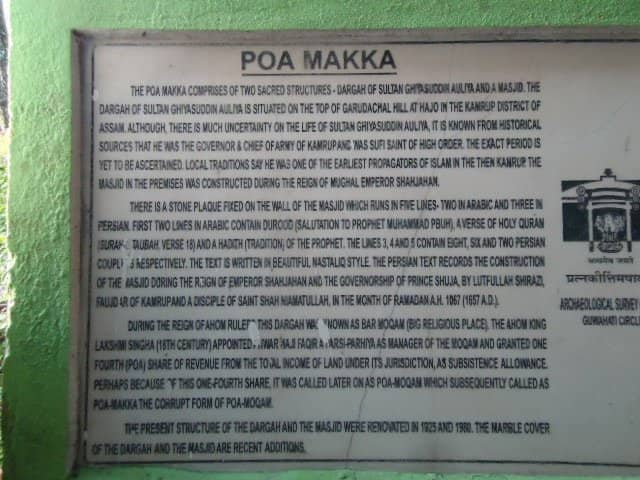 POA MAKKA
THE POA MAKKA COMPRISES OF TWO SACRED STRUCTURES - DARGAH OF SULTAN GHIYASUDDIN AULIYA AND A MASJID. THE
DARGAH OF SULTAN GHIYASUDDIN AULIYA IS SITUATED ON THE TOP OF GARUDACHAL HILL AT HAJO IN THE KAMRUP DISTRICT OF
ASSAM. ALTHOUGH, THERE IS MUCH UNCERTAINTY ON THE LIFE OF SULTAN GHIYASUDDIN AULIYA, IT IS KNOWN FROM HISTORICAL
SOURCES THAT HE WAS THE GOVERNOR & CHIEF OF ARMY OF KAMRUP AND WAS SUFI SAINT OF HIGH ORDER. THE EXACT PERIOD IS
YET TO BE ASCERTAINED. LOCAL TRADITIONS SAY HE WAS ONE OF THE EARLIEST PROPAGATORS OF ISLAM IN THE THEN KAMRUP. THE
MASJID IN THE PREMISES WAS CONSTRUCTED DURING THE REIGN OF MUGHAL EMPEROR SHAHJAHAN.
THERE IS A STONE PLAQUE FIXED ON THE WALL OF THE MASJID WHICH RUNS IN FIVE LINES- TWO IN ARABIC AND THREE IN
PERSIAN. FIRST TWO LINES IN ARABIC CONTAIN DUROOD (SALUTATION TO PROPHET MUHAMMAD PBUH), A VERSE OF HOLY QURAN
TAUBAH, VERSE 18) AND A HADITH (TRADITION) OF THE PROPHET. THE LINES 3, 4 AND 5 CONTAIN EIGHT, SIX AND TWO PERSIAN
RESPECTIVELY. THE TEXT IS WRITTEN IN BEAUTIFUL NASTALIQ STYLE. THE PERSIAN TEXT RECORDS THE CONSTRUCTION
OF THE MASJID DORING THE REIGN OF EMPEROR SHAHJAHAN AND THE GOVERNORSHIP OF PRINCE SHUJA, BY LUTFULLAH SHIRAZI,
FAUJDAR OF KAMRUP AND A DISCIPLE OF SAINT SHAH NIAMATULLAH, IN THE MONTH OF RAMADAN A.H. 1067 (1657 A.D.).
DURING THE REIGN OF AHOM RULERS THIS DARGAH WAS KNOWN AS BAR MOQAM (BIG RELIGIOUS PLACE). THE AHOM KING
LAKSHMI SINGHA (18TH CENTURY) APPOINTED FAQIR AS MANAGER OF THE MOQAM AND GRANTED ONE
FOURTH (POA) SHARE OF REVENUE FROM THE TOTAL INCOME OF LAND UNDER ITS JURISDICTION, AS SUBSISTENCE ALLOWANCE.
PERHAPS BECAUSE OF THIS ONE-FOURTH SHARE, IT WAS CALLED LATER ON AS POA-MOQAM WHICH SUBSEQUENTLY CALLED AS
POA-MAKKA THE CORRUPT FORM OF POA-MOQAM.
THE PRESENT STRUCTURE OF THE DARGAH AND THE MASJID WERE RENOVATED IN 1925 AND 1980. THE MARBLE COVER
OF THE DARGAH AND THE MASJID ARE RECENT ADDITIONS.
प्रत्नकीर्तिमपावृ
ARCHAEOLOGICAL SURVEY
GUWAHATI CIRCL